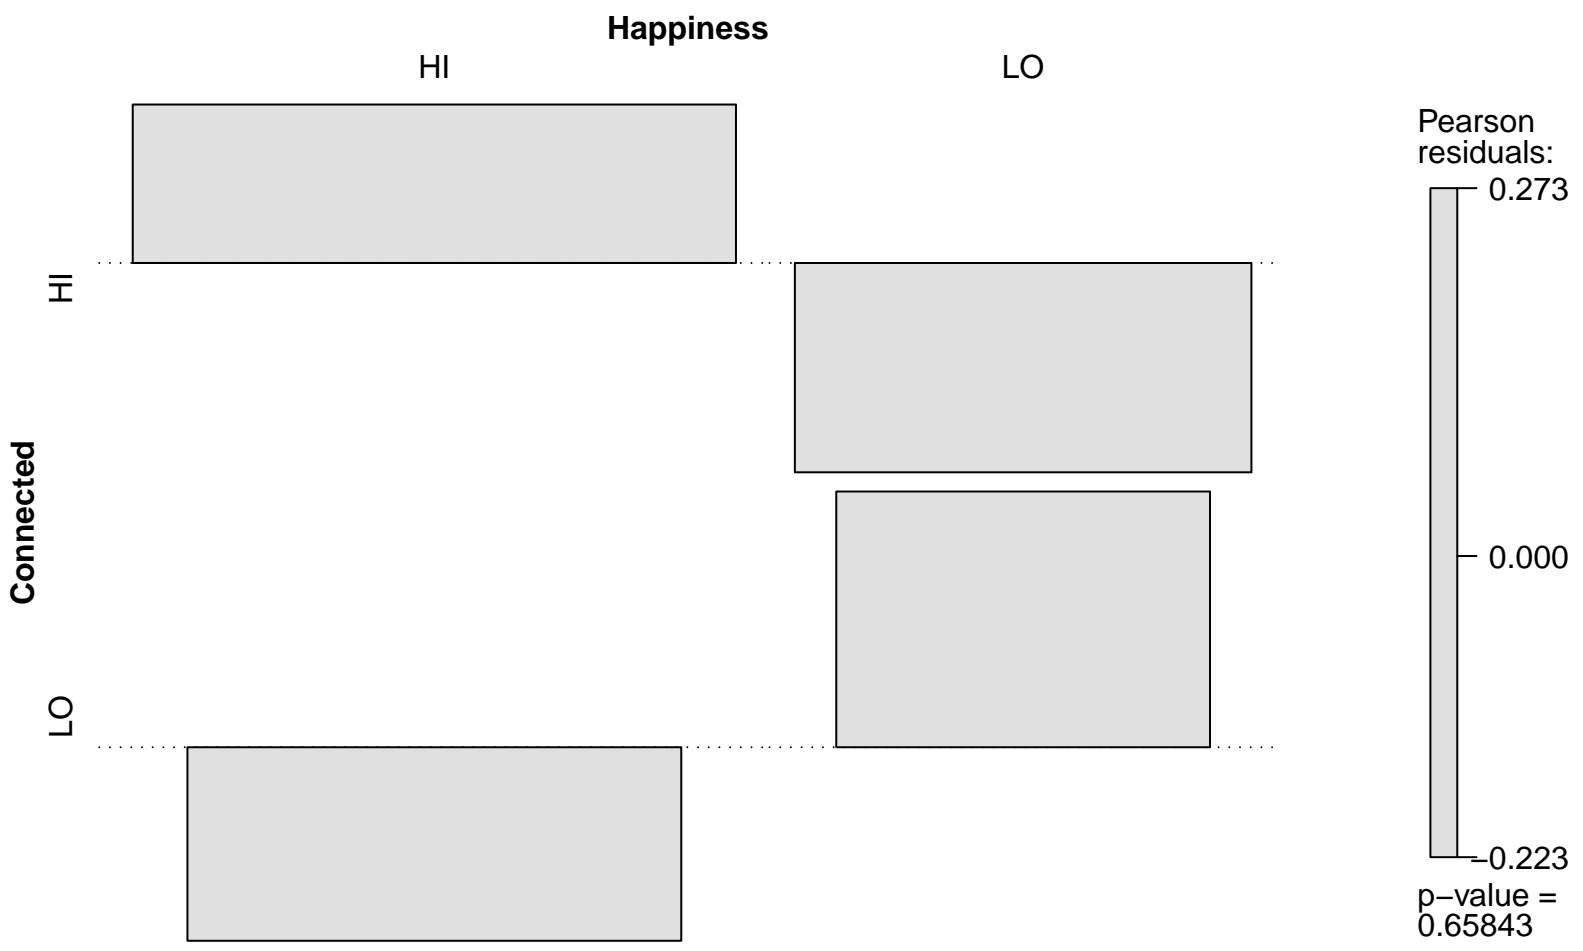 Happiness
HI
LO
HI
Connected
LO
Pearson
residuals:
0.273
0.000
−0.223
p−value =
0.65843